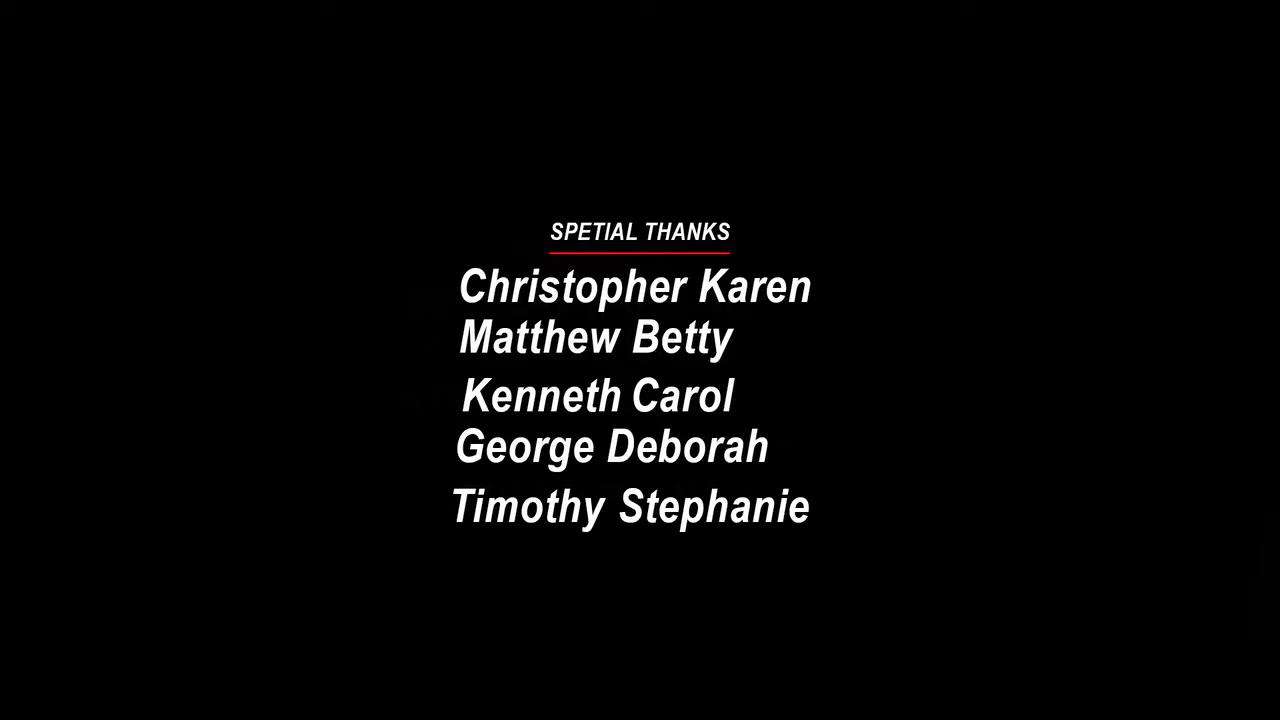 SPETIAL THANKS
Christopher Karen
Matthew Betty
Kenneth Carol
George Deborah
Timothy Stephanie